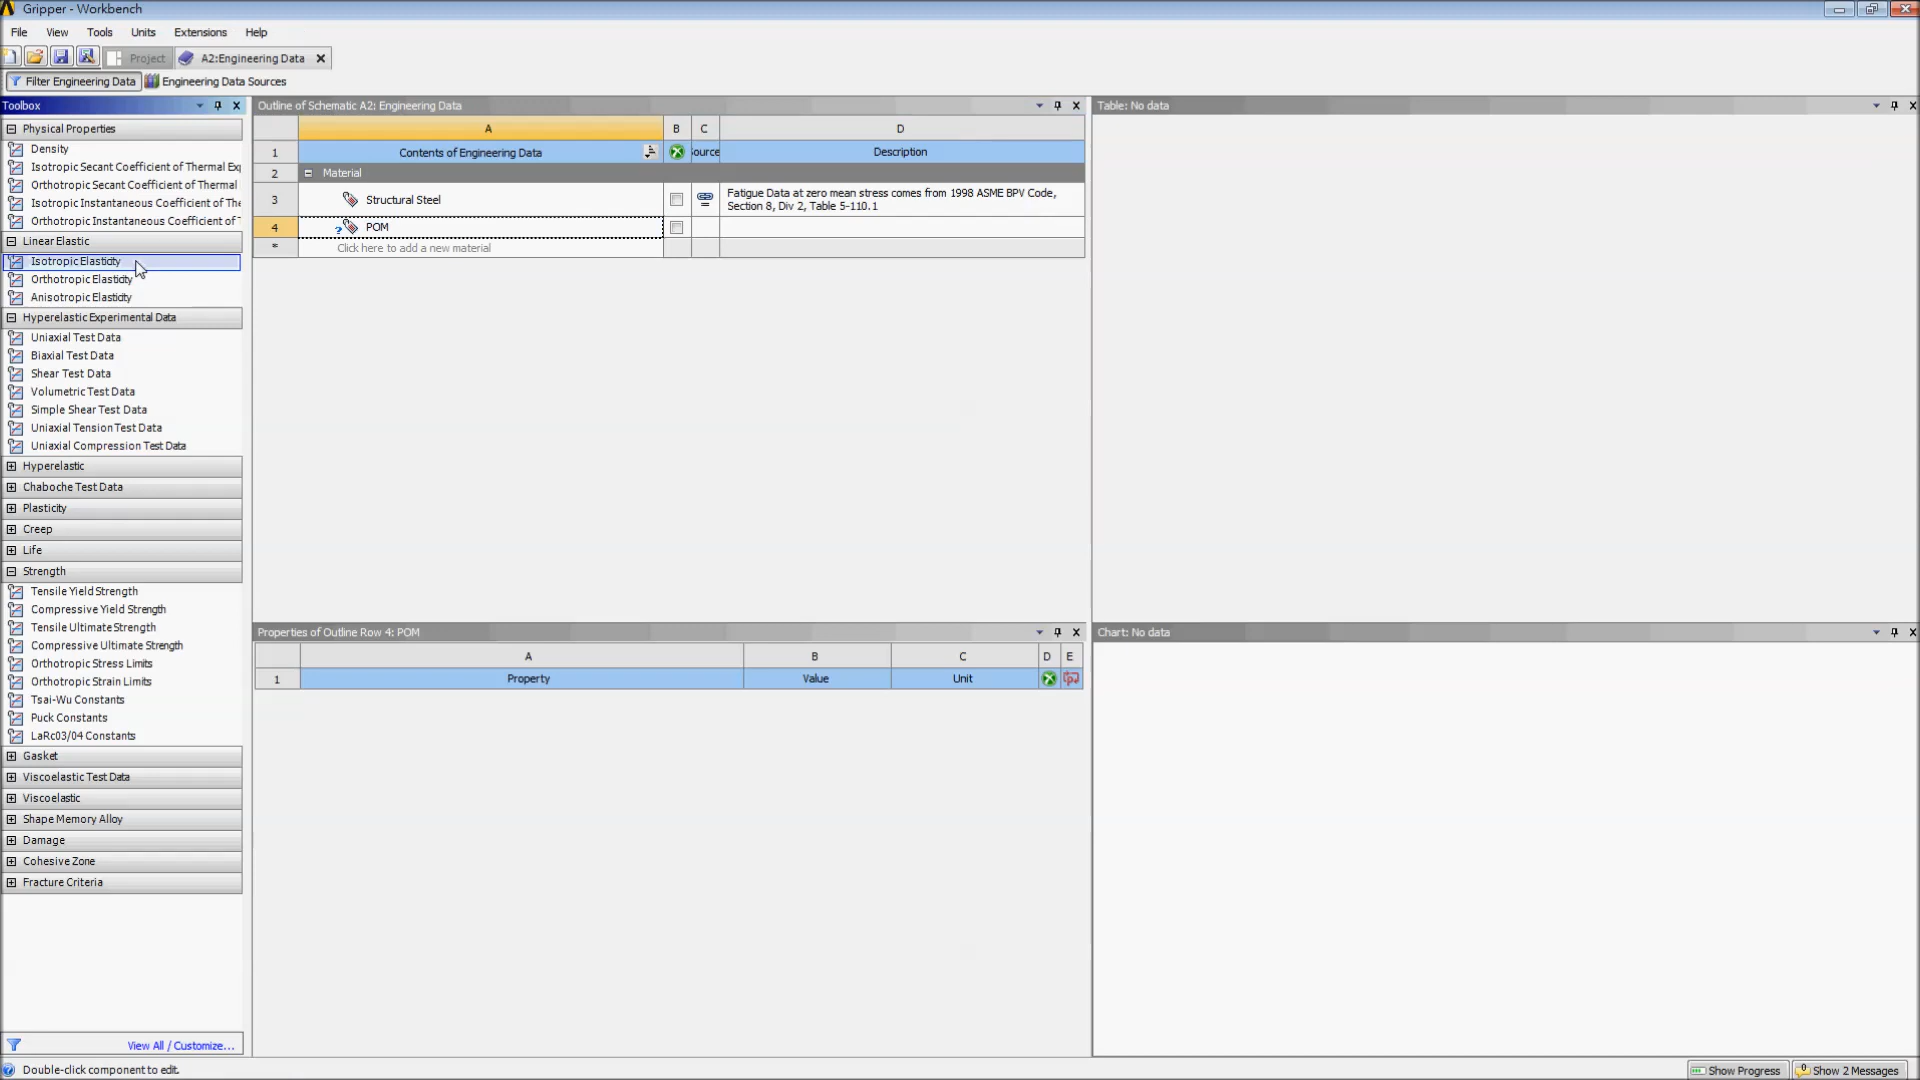 Gripper - Workbench
File View Tools Units Extensions Help
Project A2:Engineering Data
Filter Engineering Data Engineering Data Sources
Toolbox
Physical Properties
Density
Isotropic Secant Coefficient of Thermal Exp
Orthotropic Secant Coefficient of Thermal
Isotropic Instantaneous Coefficient of The
Orthotropic Instantaneous Coefficient of T
Linear Elastic
Isotropic Elasticity
Orthotropic Elasticity
Anisotropic Elasticity
Hyperelastic Experimental Data
Uniaxial Test Data
Biaxial Test Data
Shear Test Data
Volumetric Test Data
Simple Shear Test Data
Uniaxial Tension Test Data
Uniaxial Compression Test Data
Hyperelastic
Chaboche Test Data
Plasticity
Creep
Life
Strength
Tensile Yield Strength
Compressive Yield Strength
Tensile Ultimate Strength
Compressive Ultimate Strength
Orthotropic Stress Limits
Orthotropic Strain Limits
Tsai-Wu Constants
Puck Constants
LaRc03/04 Constants
Gasket
Viscoelastic Test Data
Viscoelastic
Shape Memory Alloy
Damage
Cohesive Zone
Fracture Criteria
View All / Customize...
Outline of Schematic A2: Engineering Data
A B C D
1 Contents of Engineering Data Source Description
2 Material
3 Structural Steel Fatigue Data at zero mean stress comes from 1998 ASME BPV Code,
Section 8, Div 2, Table 5-110.1
4 ? POM
* Click here to add a new material
Properties of Outline Row 4: POM
A B C D E
1 Property Value Unit
Table: No data
Chart: No data
Double-click component to edit.
Show Progress Show 2 Messages